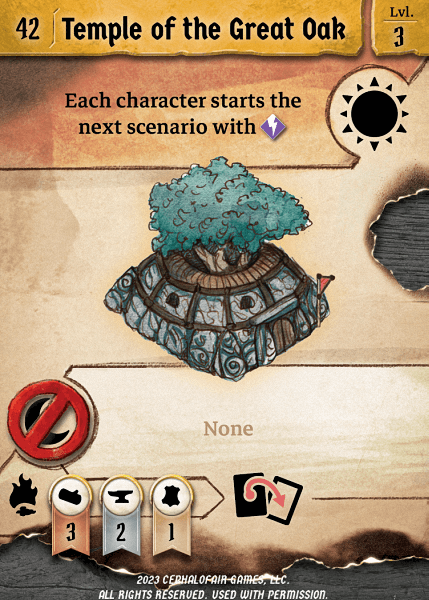 42 Temple of the Great Oak
Lvl.
3
Each character starts the
next scenario with
None
3 2 1
2023 CEPHALOFAIR GAMES, LLC.
ALL RIGHTS RESERVED. USED WITH PERMISSION.